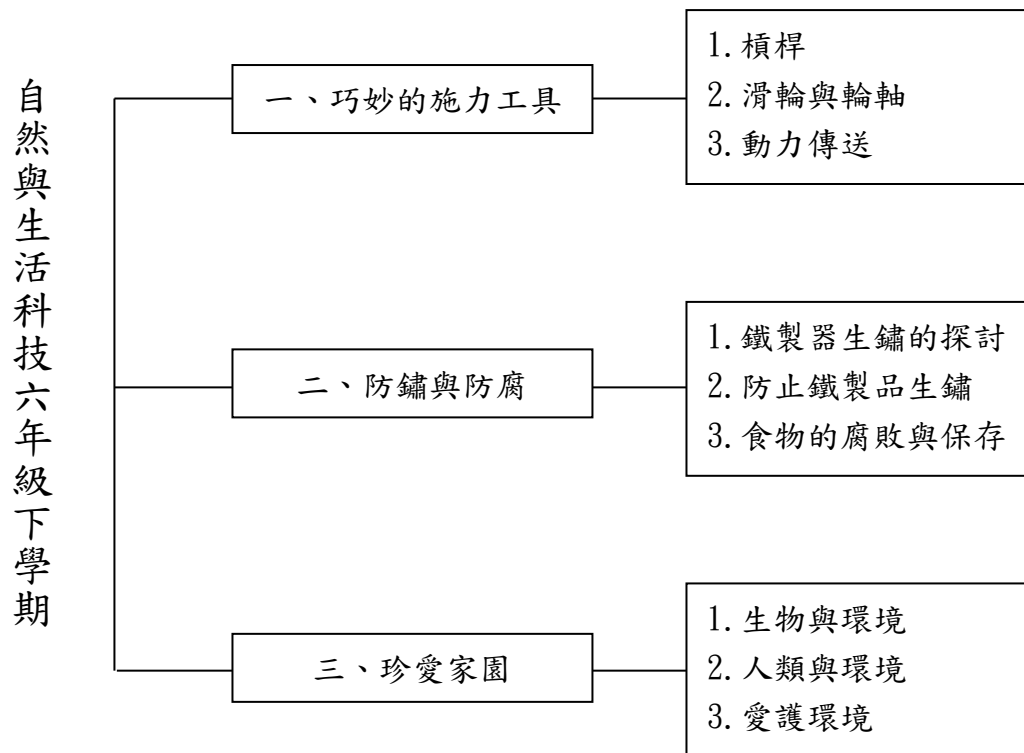 自然與生活科技六年級下學期
一、巧妙的施力工具
1.槓桿
2.滑輪與輪軸
3.動力傳送
二、防鏽與防腐
1.鐵製器生鏽的探討
2.防止鐵製品生鏽
3.食物的腐敗與保存
三、珍愛家園
1.生物與環境
2.人類與環境
3.愛護環境